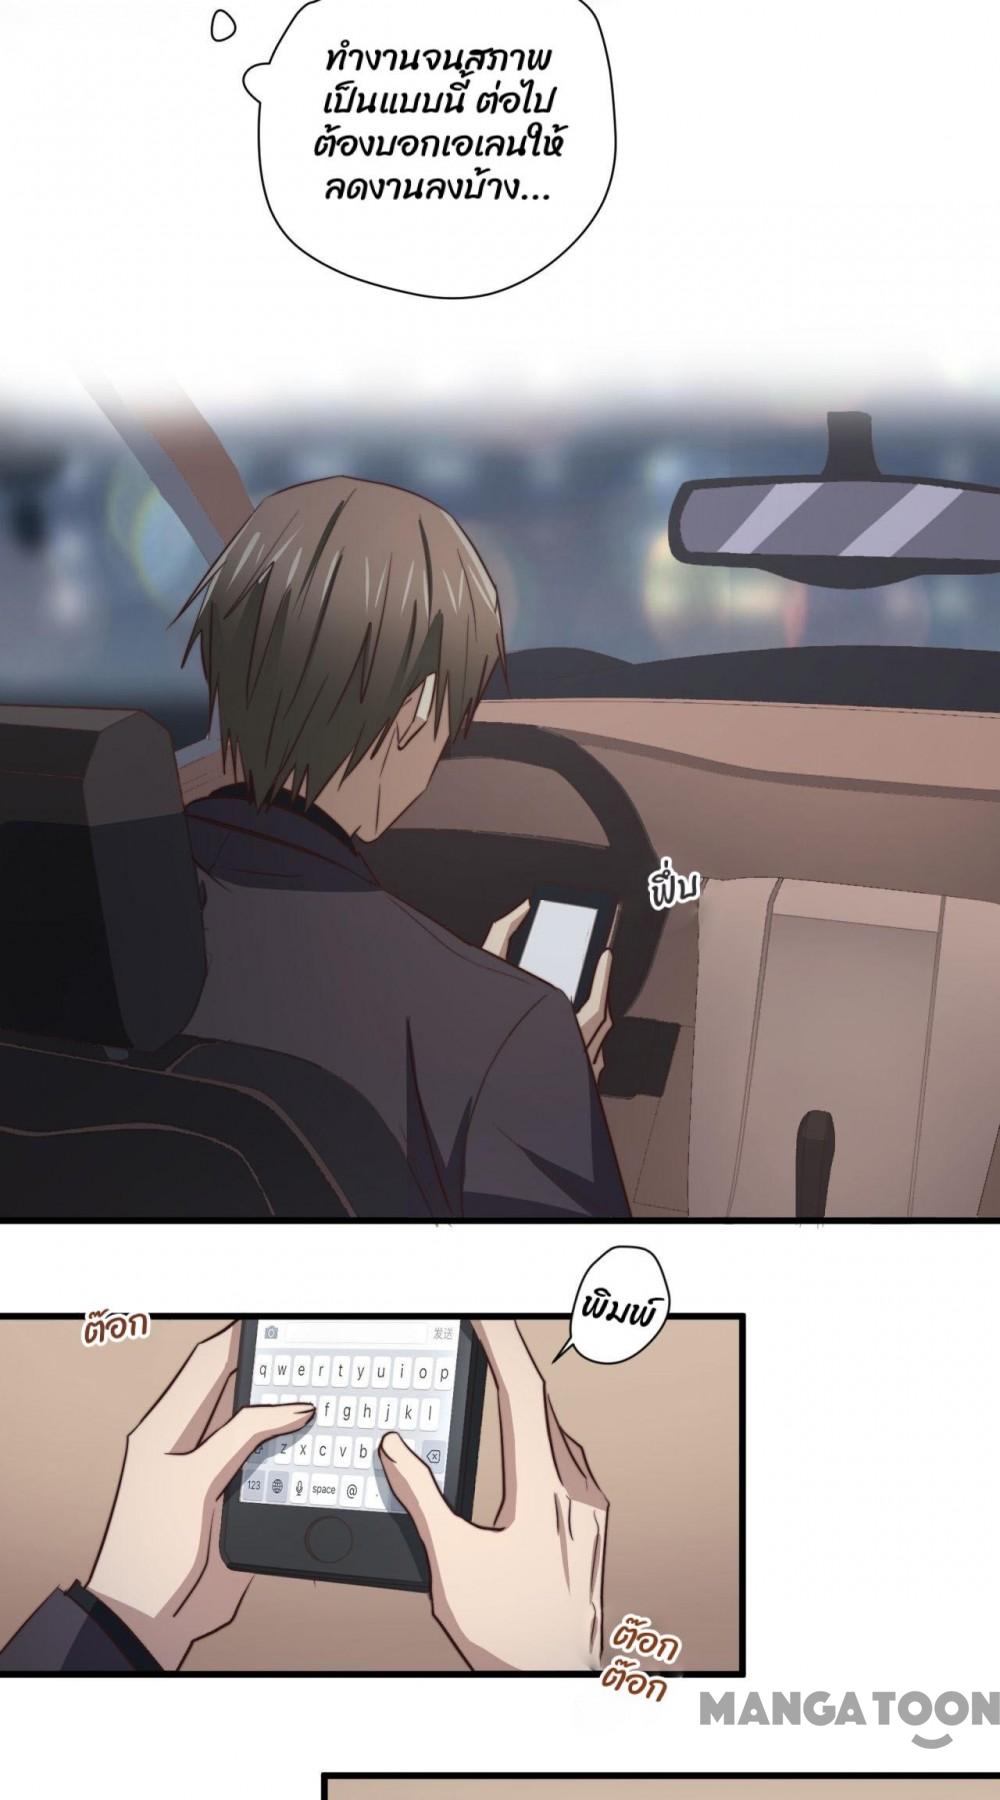 ทำงานจนสภาพ
เป็นแบบนี้ ต่อไป
ต้องบอกเอเลนให้
ลดงานลงบ้าง...
ฟึ่บ
พิมพ์
ต๊อก
发送
q w e r t y u i o p
f g h j k l
z x c v b
123 space @ .
ต๊อก
ต๊อก
MANGATOON